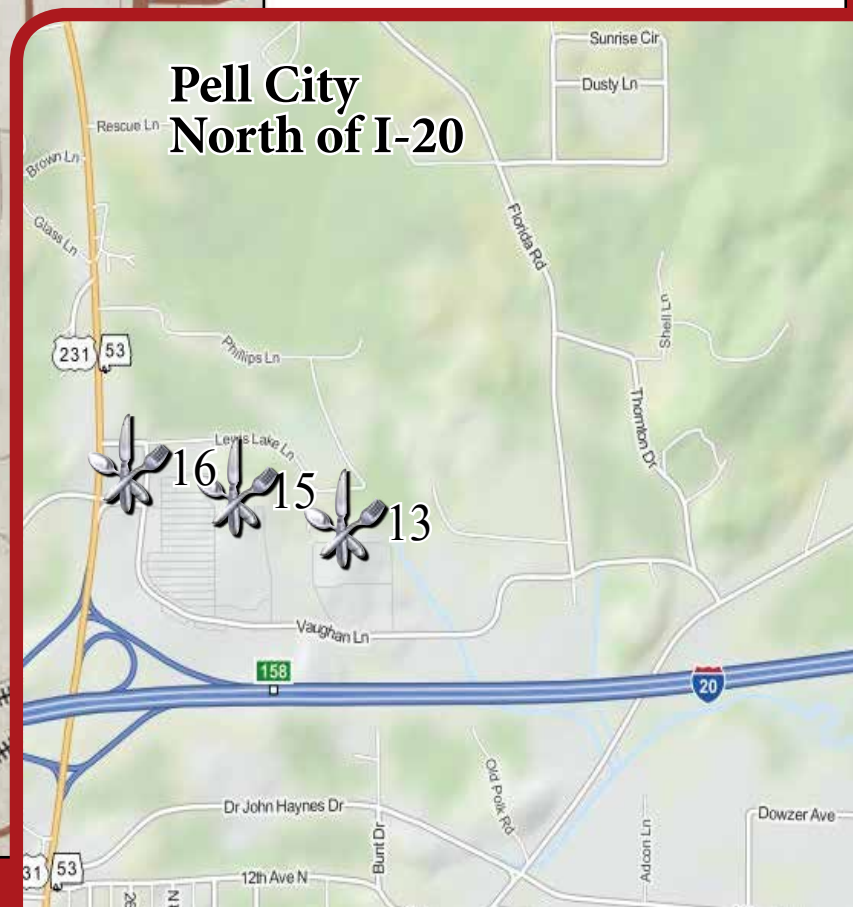 Pell City
North of I-20
Sunrise Cir
Dusty Ln
Rescue Ln
Brown Ln
Glass Ln
Florida Rd
Shell Ln
231 53
Phillips Ln
Thornton Dr
Lewis Lake Ln
16
15
13
Vaughan Ln
158
20
Old Polk Rd
Dr John Haynes Dr
Bunt Dr
Adcon Ln
Dowzer Ave
31 53
12th Ave N